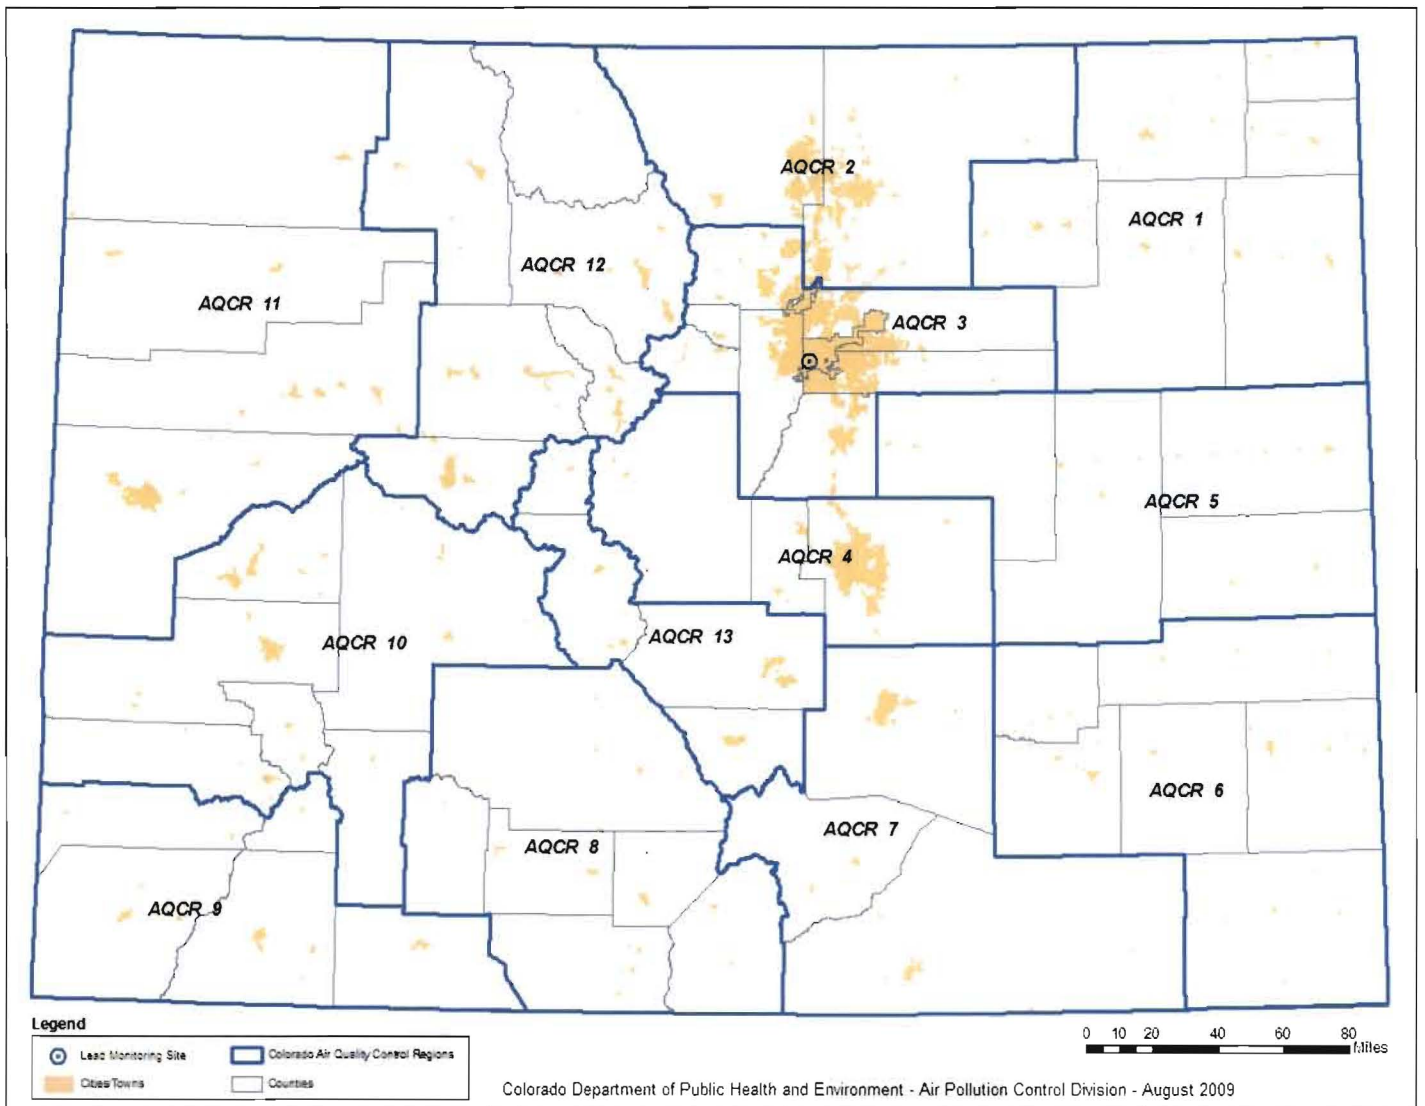 AQCR 2
AQCR 1
AQCR 12
AQCR 11
AQCR 3
AQCR 5
AQCR 4
AQCR 13
AQCR 10
AQCR 6
AQCR 7
AQCR 8
AQCR 9
Legend
Lead Monitoring Site
Colorado Air Quality Control Regions
Cities/Towns
Counties
0 10 20 40 60 80
Miles
Colorado Department of Public Health and Environment - Air Pollution Control Division - August 2009